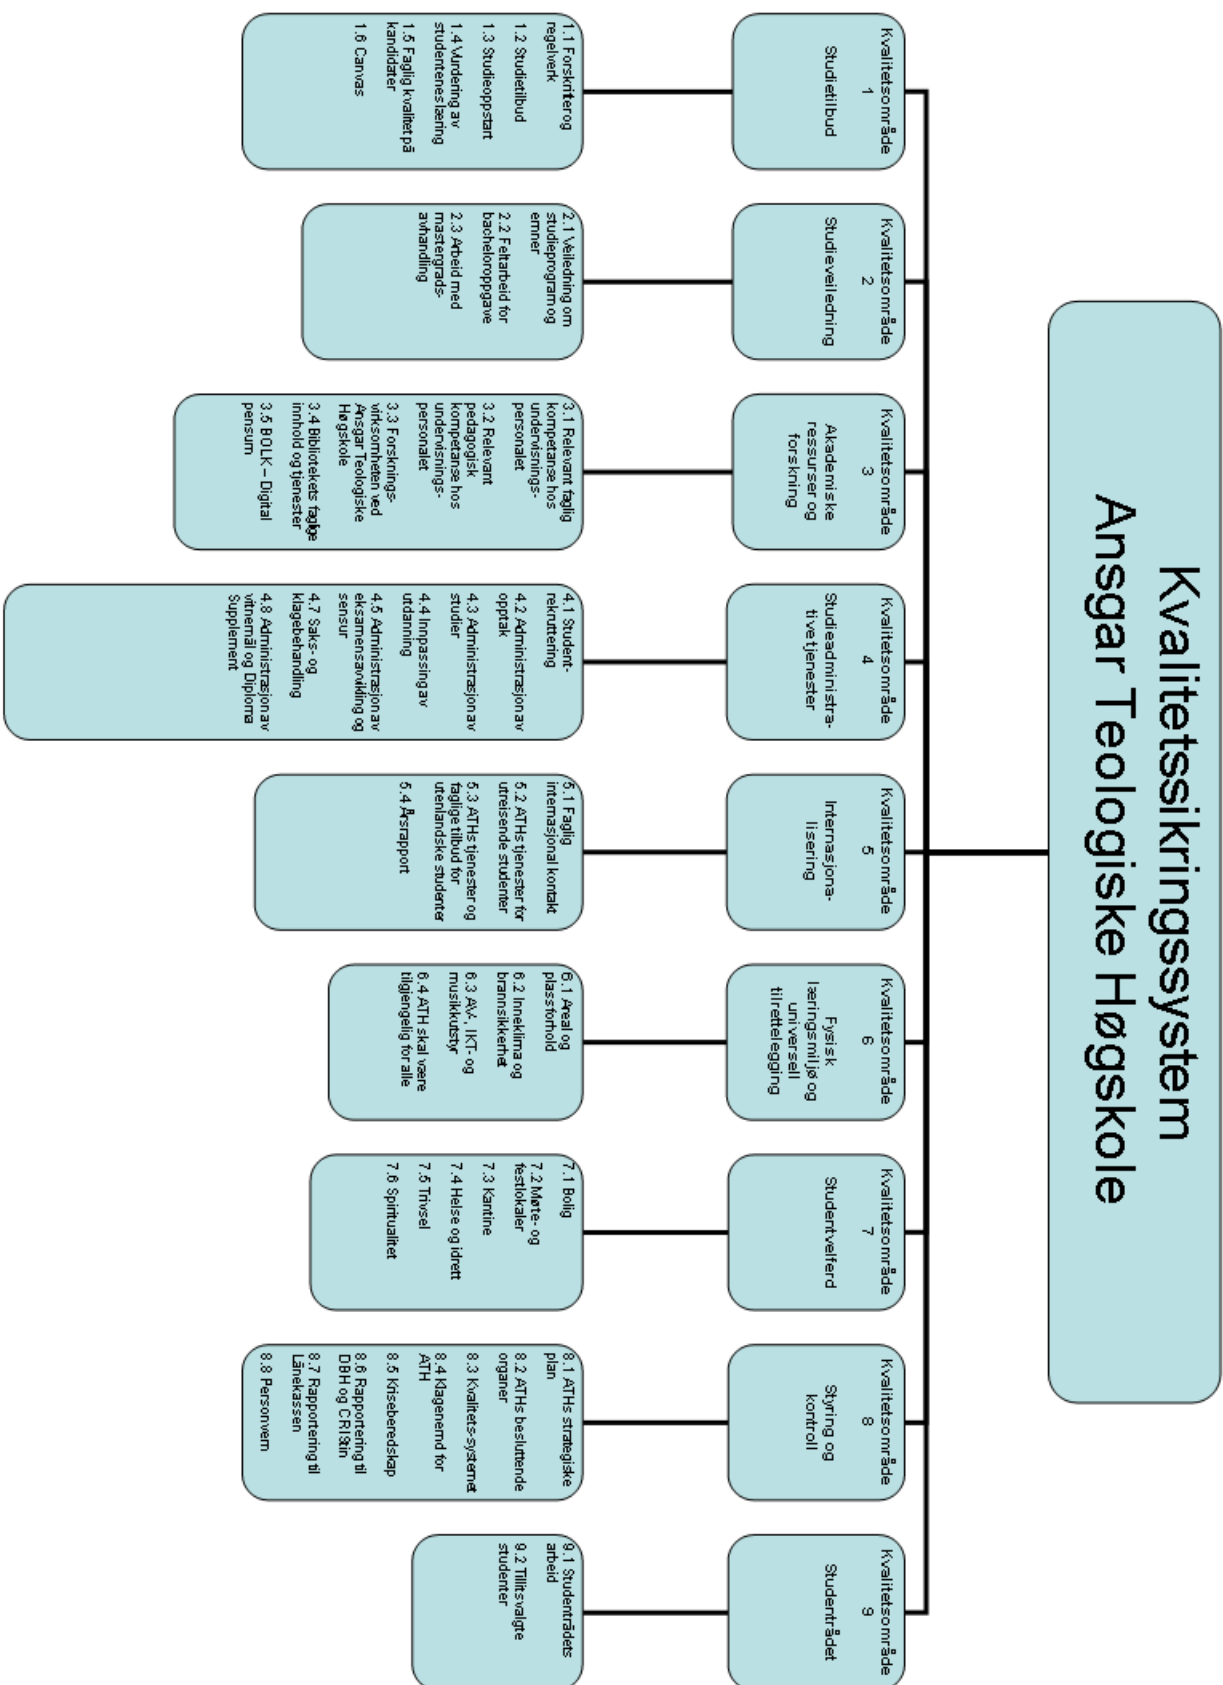 Kvalitetssikringssystem
Ansgar Teologiske Høgskole
Kvalitetsområde
1
Studietilbud
1.1 Forskrifter og
regelverk
1.2 Studietilbud
1.3 Studieoppstart
1.4 Vurdering av
studentenes læring
1.5 Faglig kvalitet på
kandidater
1.6 Canvas
Kvalitetsområde
2
Studieveiledning
2.1 Veiledning om
studieprogram og
emner
2.2 Feltarbeid for
bacheloroppgave
2.3 Arbeid med
mastergrads-
avhandling
Kvalitetsområde
3
Akademiske
ressurser og
forskning
3.1 Relevant faglig
kompetanse hos
undervisnings-
personalet
3.2 Relevant
pedagogisk
kompetanse hos
undervisnings-
personalet
3.3 Forsknings-
virksomheten ved
Ansgar Teologiske
Høgskole
3.4 Bibliotekets faglige
innhold og tjenester
3.5 BOLK – Digital
pensum
Kvalitetsområde
4
Studieadministra-
tive tjenester
4.1 Student-
rekruttering
4.2 Administrasjon av
opptak
4.3 Administrasjon av
studier
4.4 Innpassing av
utdanning
4.5 Administrasjon av
eksamensavvikling og
sensur
4.7 Saks- og
klagebehandling
4.8 Administrasjon av
vitnemål og Diploma
Supplement
Kvalitetsområde
5
Internasjona-
lisering
5.1 Faglig
internasjonal kontakt
5.2 ATHs tjenester for
utreisende studenter
5.3 ATHs tjenester og
faglige tilbud for
utenlandske studenter
5.4 Årsrapport
Kvalitetsområde
6
Fysisk
læringsmiljø og
universell
tilrettelegging
6.1 Areal og
plassforhold
6.2 Inneklima og
brannsikkerhet
6.3 AV-, IKT- og
musikkutstyr
6.4 ATH skal være
tilgjengelig for alle
Kvalitetsområde
7
Studentvelferd
7.1 Bolig
7.2 Møte- og
festlokaler
7.3 Kantine
7.4 Helse og idrett
7.5 Trivsel
7.6 Spiritualitet
Kvalitetsområde
8
Styring og
kontroll
8.1 ATHs strategiske
plan
8.2 ATHs besluttende
organer
8.3 Kvalitets-systemet
8.4 Klagenemd for
ATH
8.5 Kriseberedskap
8.6 Rapportering til
DBH og CRIStin
8.7 Rapportering til
Lånekassen
8.8 Personvern
Kvalitetsområde
9
Studentrådet
9.1 Studentrådets
arbeid
9.2 Tillitsvalgte
studenter